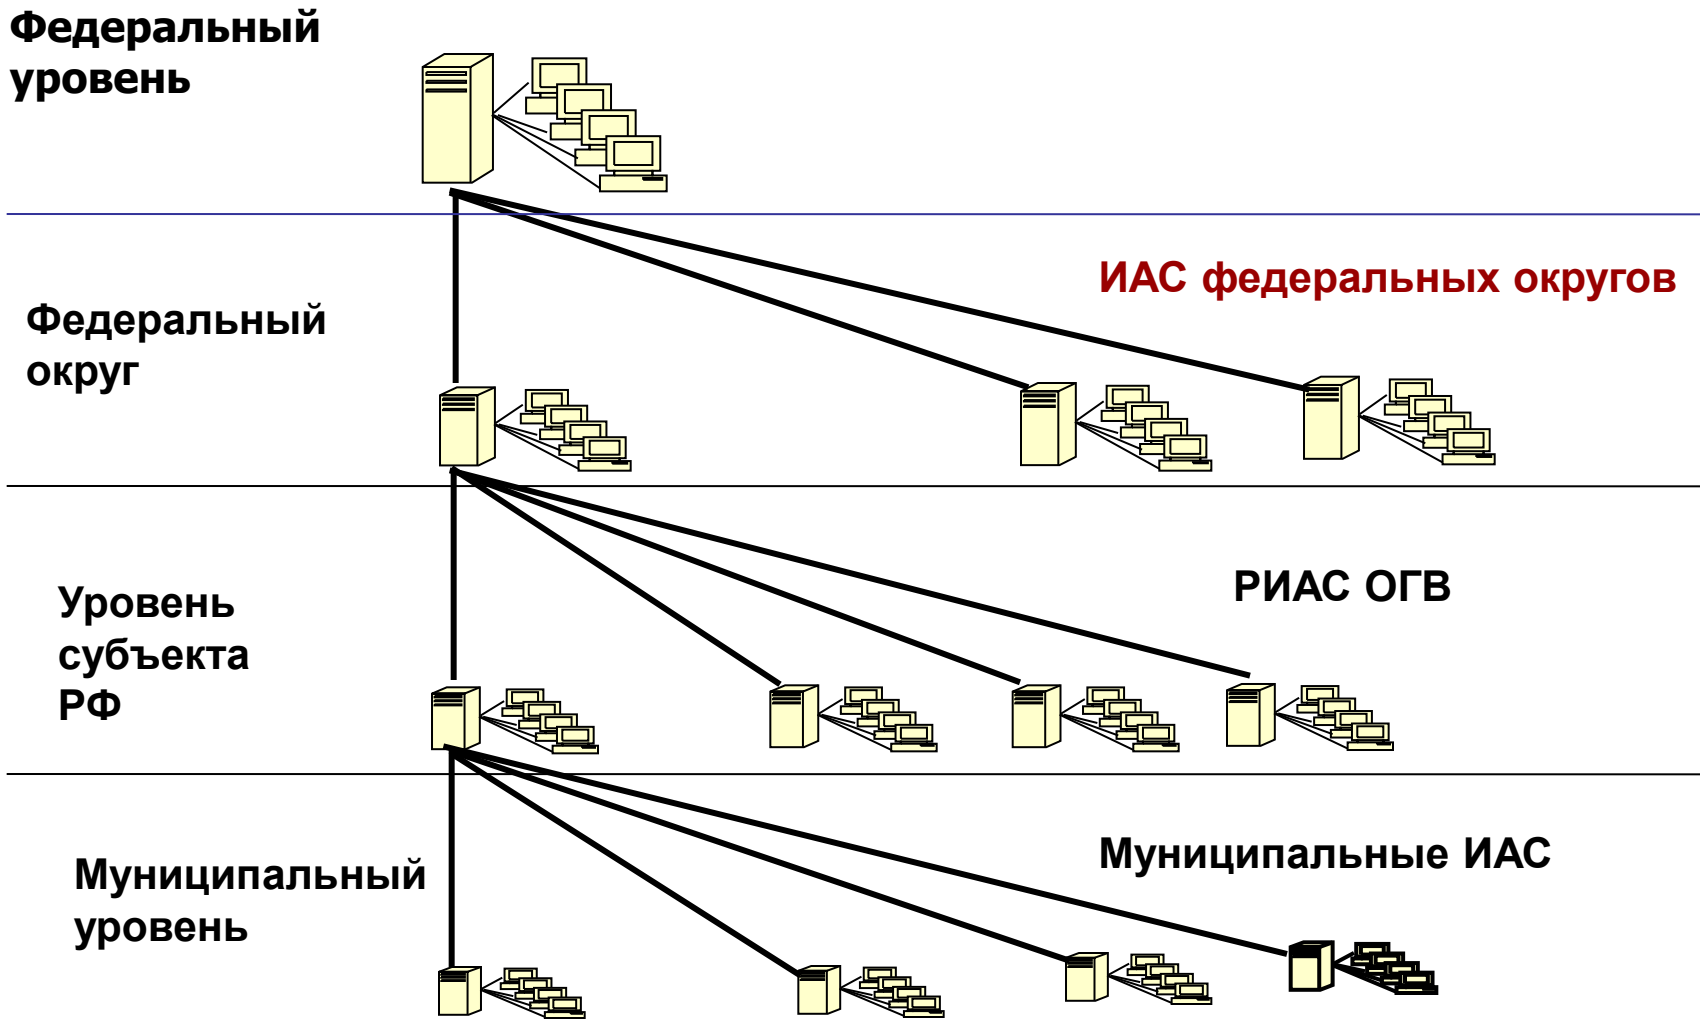 Федеральный
уровень
ИАС федеральных округов
Федеральный
округ
РИАС ОГВ
Уровень
субъекта
РФ
Муниципальные ИАС
Муниципальный
уровень